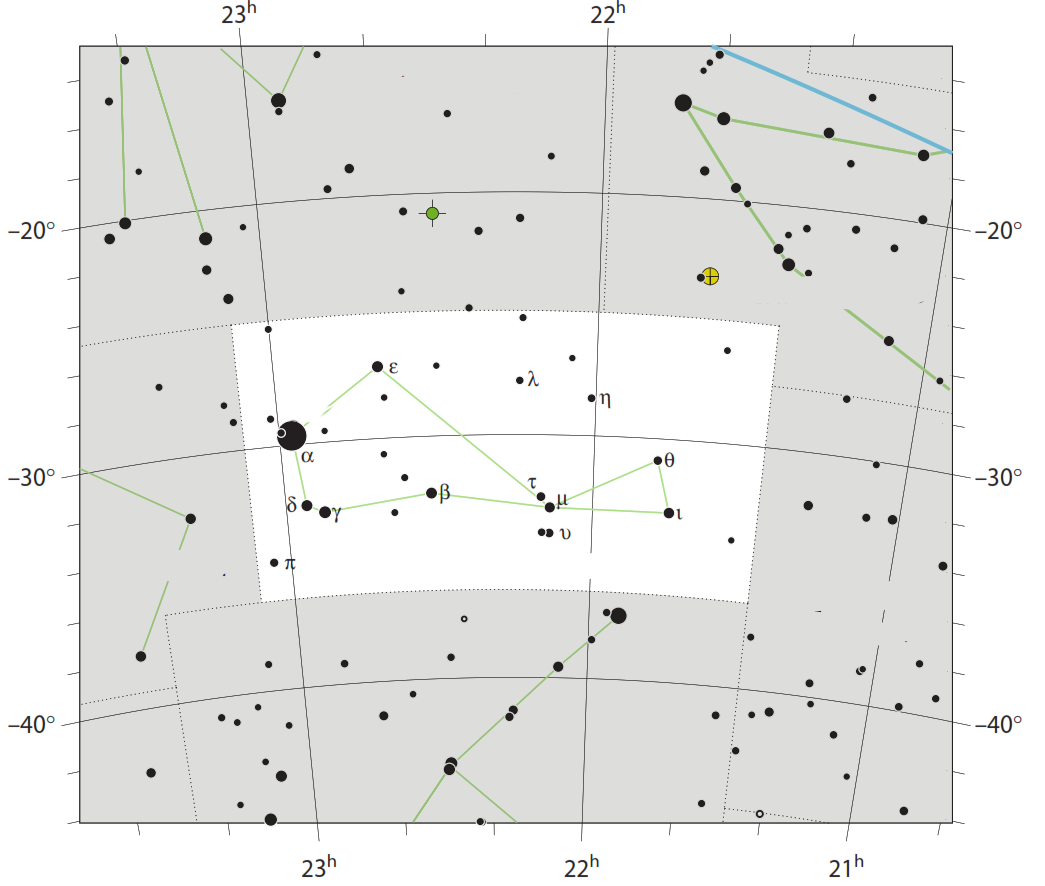 23h 22h
–20° –20°
ε λ η
α θ
–30° –30°
τ
δ γ β μ ι
υ
π
–40° –40°
23h 22h 21h